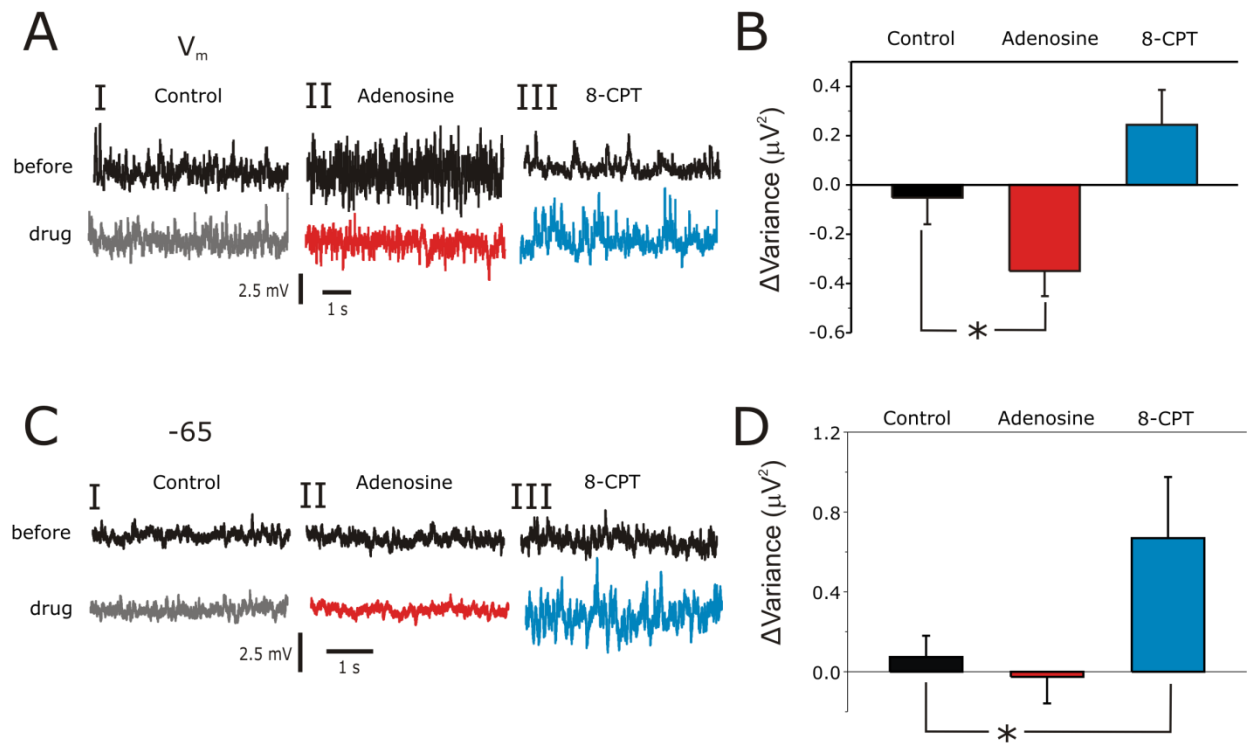 A
V_m
I Control
II Adenosine
III 8-CPT
before
drug
2.5 mV
1 s
B
Control Adenosine 8-CPT
ΔVariance (μV²)
0.4
0.2
0.0
-0.2
-0.4
-0.6
*
C
-65
I Control
II Adenosine
III 8-CPT
before
drug
2.5 mV
1 s
D
Control Adenosine 8-CPT
ΔVariance (μV²)
1.2
0.8
0.4
0.0
*